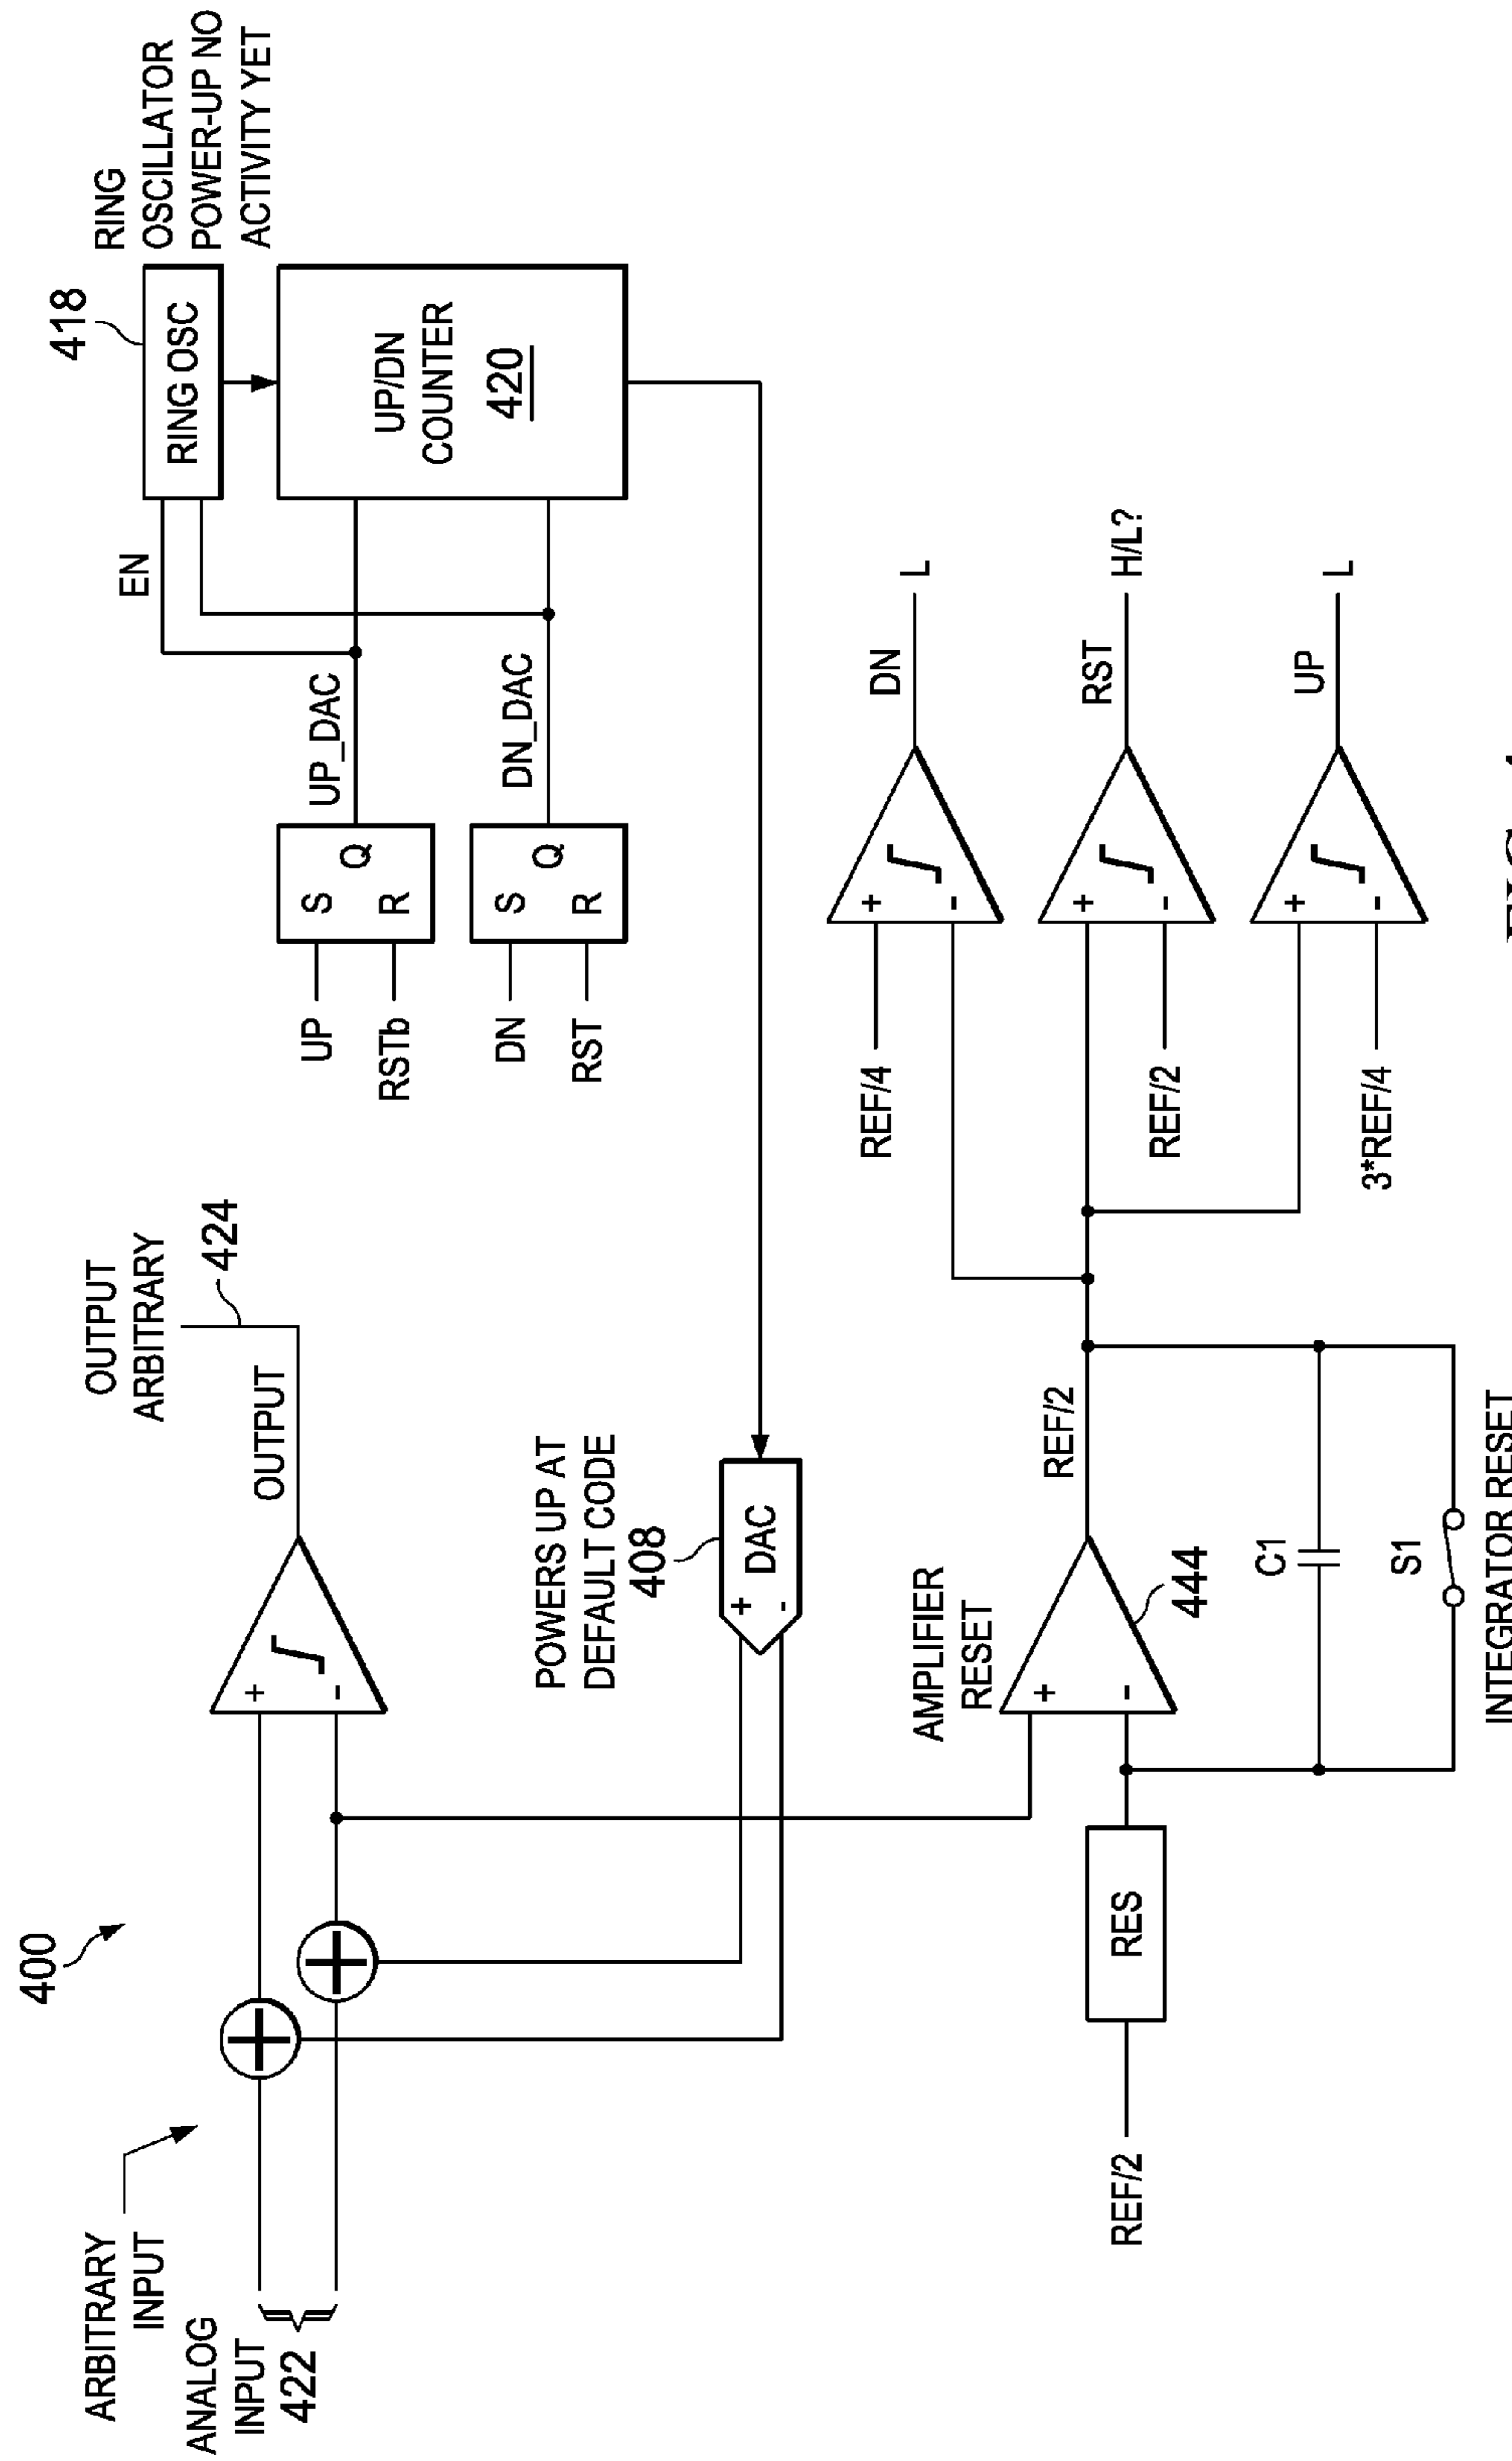 400
ARBITRARY
INPUT
ANALOG
INPUT
422
+
-
OUTPUT
OUTPUT
ARBITRARY
424
POWERS UP AT
DEFAULT CODE
408
+
-
DAC
UP
RSTb
S
Q
R
UP_DAC
DN
RST
S
Q
R
DN_DAC
EN
418
RING OSC
RING
OSCILLATOR
POWER-UP NO
ACTIVITY YET
UP/DN
COUNTER
420
REF/2
RES
AMPLIFIER
RESET
+
-
444
REF/2
C1
S1
INTEGRATOR RESET
REF/4
+
-
DN
L
REF/2
+
-
RST
H/L?
3*REF/4
+
-
UP
L